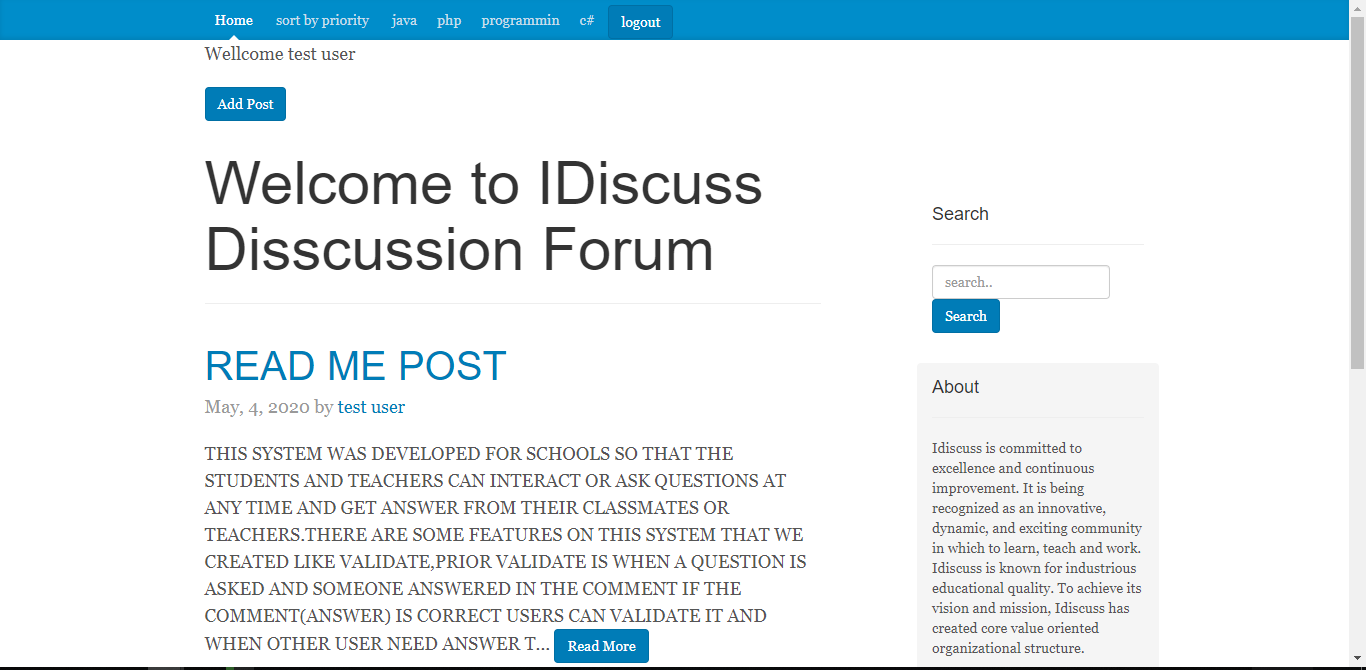 Home sort by priority java php programmin c# logout
Wellcome test user
Add Post
Welcome to IDiscuss
Disscussion Forum
READ ME POST
May, 4, 2020 by test user
THIS SYSTEM WAS DEVELOPED FOR SCHOOLS SO THAT THE
STUDENTS AND TEACHERS CAN INTERACT OR ASK QUESTIONS AT
ANY TIME AND GET ANSWER FROM THEIR CLASSMATES OR
TEACHERS.THERE ARE SOME FEATURES ON THIS SYSTEM THAT WE
CREATED LIKE VALIDATE,PRIOR VALIDATE IS WHEN A QUESTION IS
ASKED AND SOMEONE ANSWERED IN THE COMMENT IF THE
COMMENT(ANSWER) IS CORRECT USERS CAN VALIDATE IT AND
WHEN OTHER USER NEED ANSWER T... Read More
Search
search..
Search
About
Idiscuss is committed to
excellence and continuous
improvement. It is being
recognized as an innovative,
dynamic, and exciting community
in which to learn, teach and work.
Idiscuss is known for industrious
educational quality. To achieve its
vision and mission, Idiscuss has
created core value oriented
organizational structure.